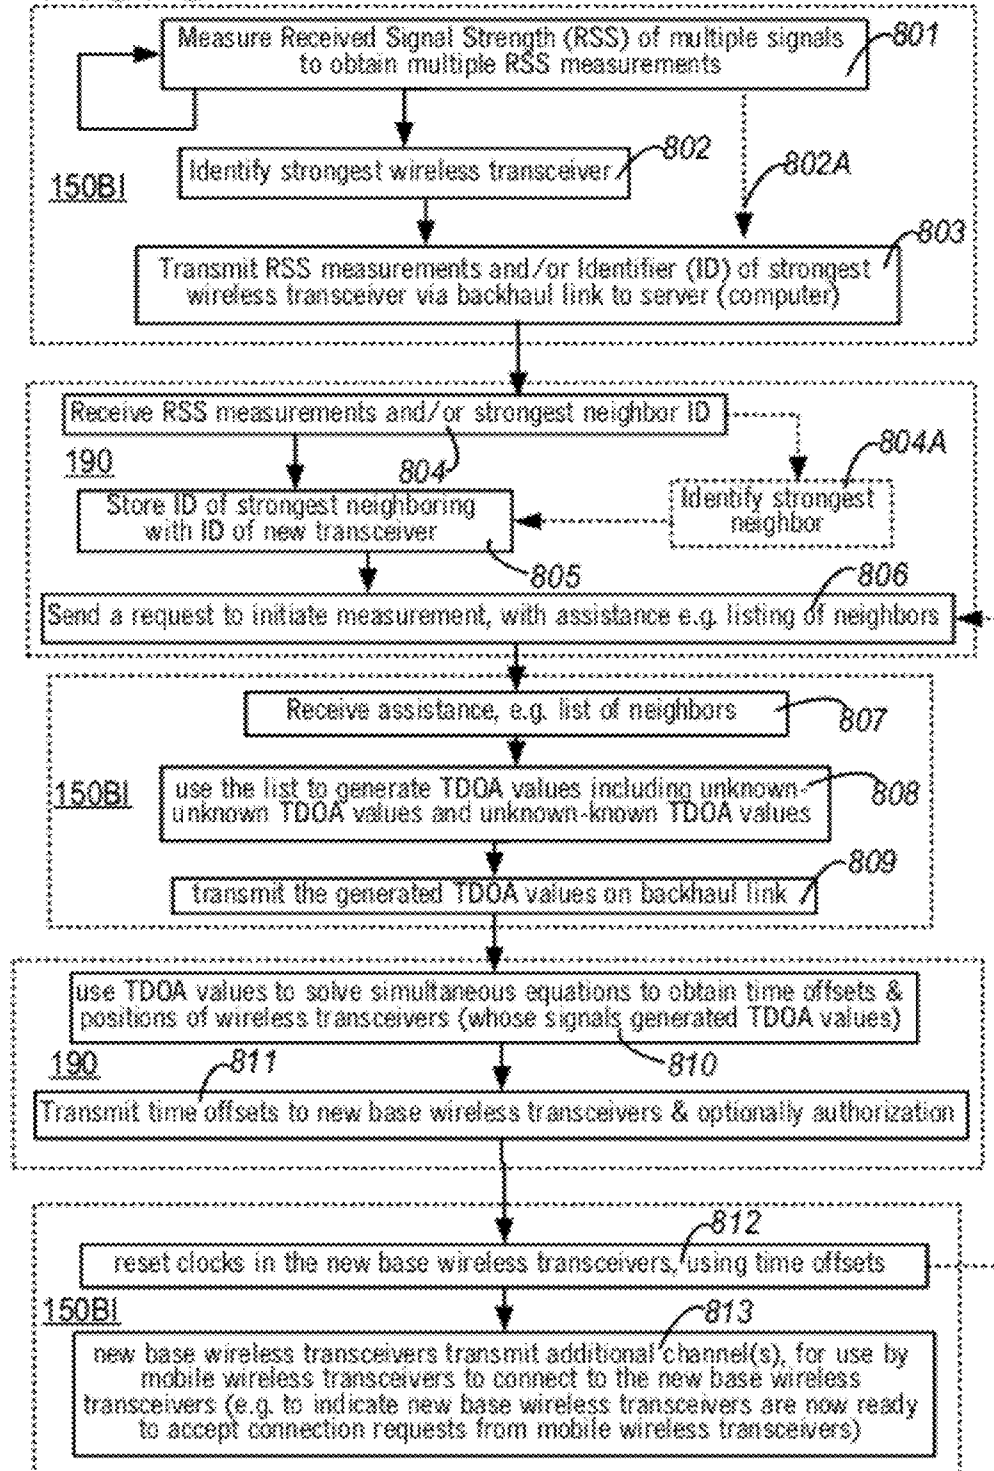 Measure Received Signal Strength (RSS) of multiple signals
to obtain multiple RSS measurements
801
Identify strongest wireless transceiver
802
802A
150BI
803
Transmit RSS measurements and/or Identifier (ID) of strongest
wireless transceiver via backhaul link to server (computer)
Receive RSS measurements and/or strongest neighbor ID
190
804
804A
Store ID of strongest neighboring
with ID of new transceiver
Identify strongest
neighbor
805
806
Send a request to initiate measurement, with assistance e.g. listing of neighbors
Receive assistance, e.g. list of neighbors
807
150BI
use the list to generate TDOA values including unknown-
unknown TDOA values and unknown-known TDOA values
808
809
transmit the generated TDOA values on backhaul link
use TDOA values to solve simultaneous equations to obtain time offsets &
positions of wireless transceivers (whose signals generated TDOA values)
190
811
810
Transmit time offsets to new base wireless transceivers & optionally authorization
812
reset clocks in the new base wireless transceivers, using time offsets
150BI
813
new base wireless transceivers transmit additional channel(s), for use by
mobile wireless transceivers to connect to the new base wireless
transceivers (e.g. to indicate new base wireless transceivers are now ready
to accept connection requests from mobile wireless transceivers)